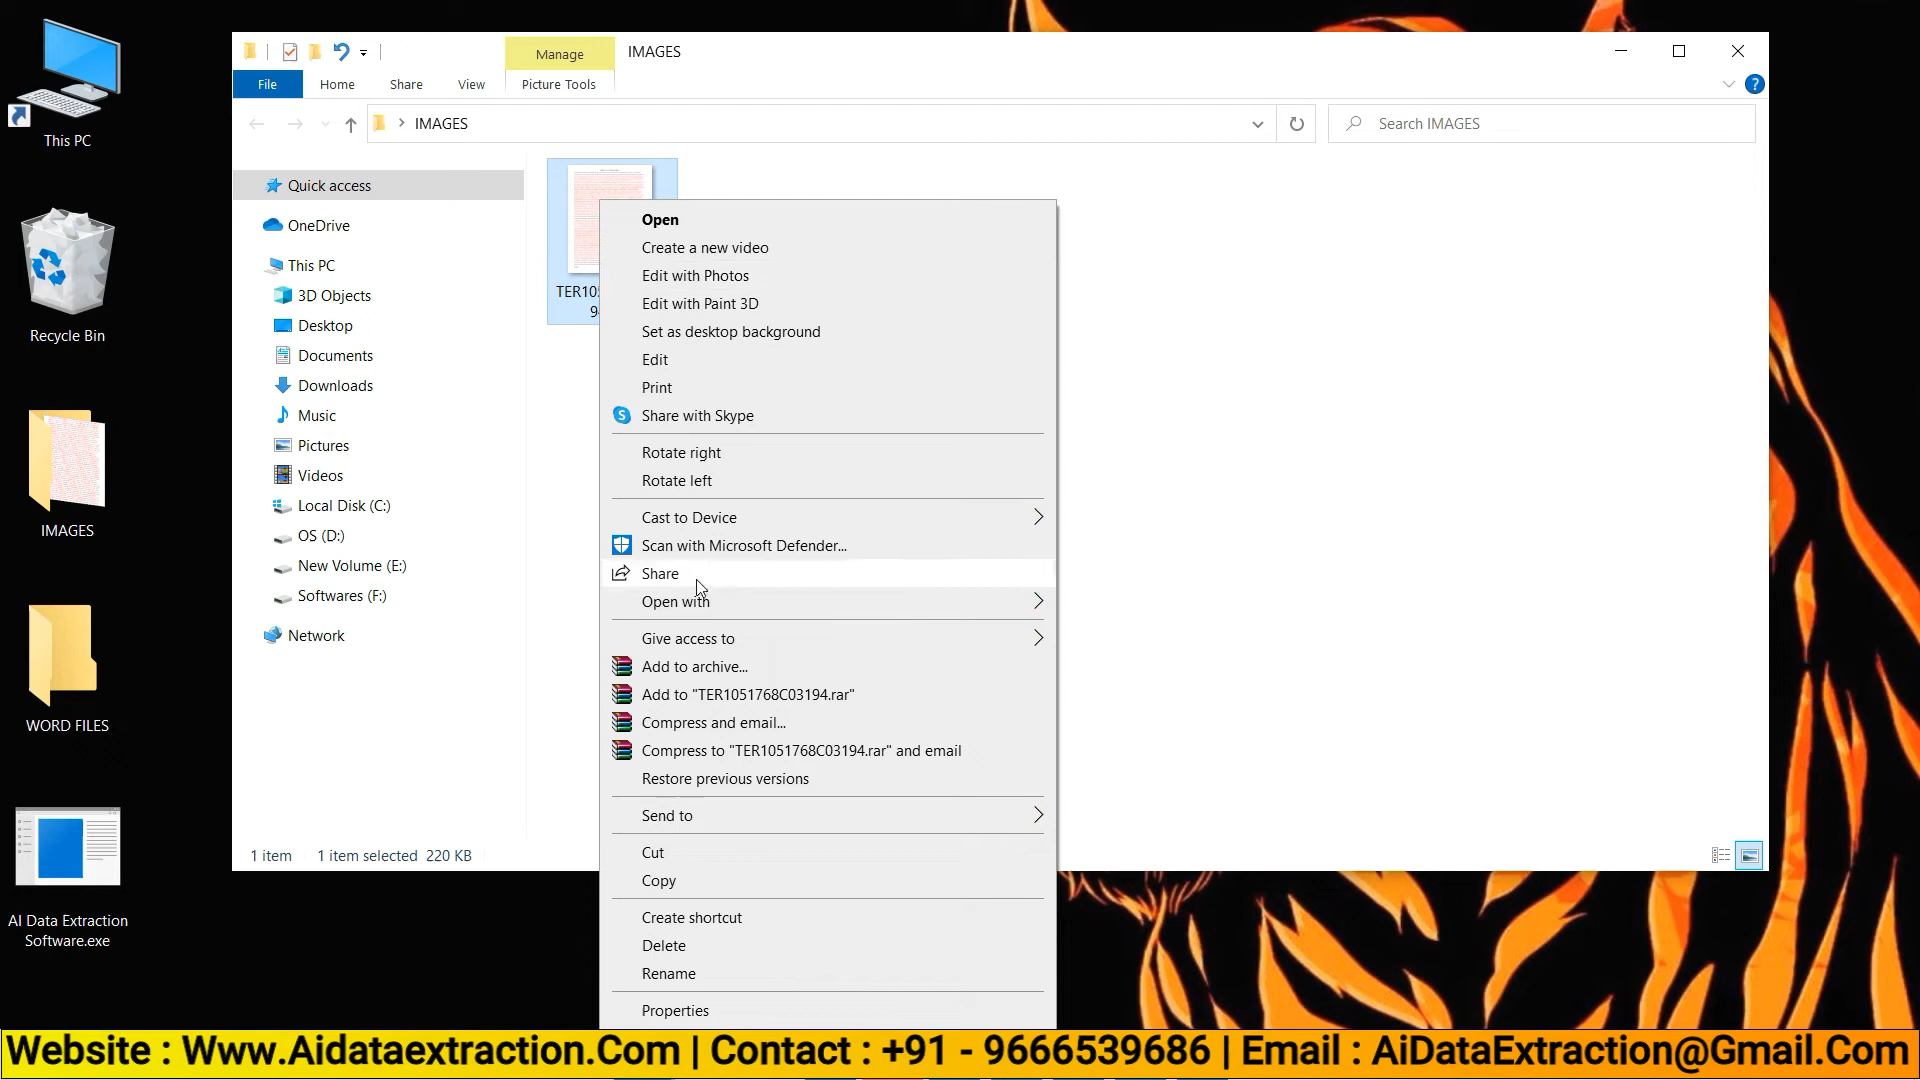 This PC
Recycle Bin
IMAGES
WORD FILES
AI Data Extraction
Software.exe
Manage
IMAGES
File
Home
Share
View
Picture Tools
IMAGES
Search IMAGES
Quick access
OneDrive
This PC
3D Objects
Desktop
Documents
Downloads
Music
Pictures
Videos
Local Disk (C:)
OS (D:)
New Volume (E:)
Softwares (F:)
Network
1 item
1 item selected 220 KB
Open
Create a new video
Edit with Photos
Edit with Paint 3D
Set as desktop background
Edit
Print
Share with Skype
Rotate right
Rotate left
Cast to Device
Scan with Microsoft Defender...
Share
Open with
Give access to
Add to archive...
Add to "TER1051768C03194.rar"
Compress and email...
Compress to "TER1051768C03194.rar" and email
Restore previous versions
Send to
Cut
Copy
Create shortcut
Delete
Rename
Properties
Website : Www.Aidataextraction.Com | Contact : +91 - 9666539686 | Email : AiDataExtraction@Gmail.Com